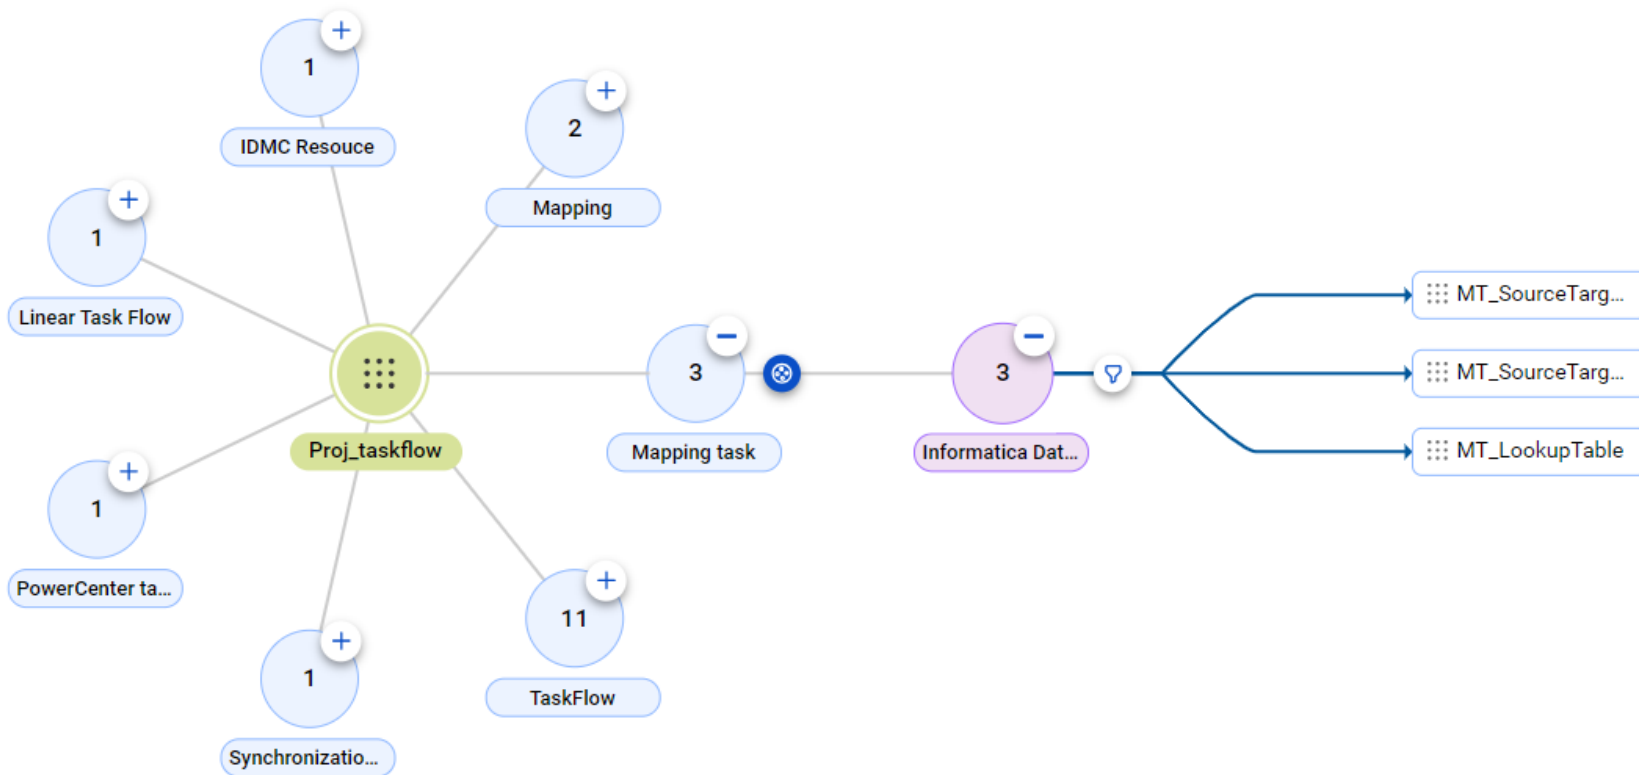 1
IDMC Resouce
2
Mapping
1
Linear Task Flow
Proj_taskflow
3
Mapping task
3
Informatica Dat...
MT_SourceTarg...
MT_SourceTarg...
MT_LookupTable
1
PowerCenter ta...
11
TaskFlow
1
Synchronizatio...